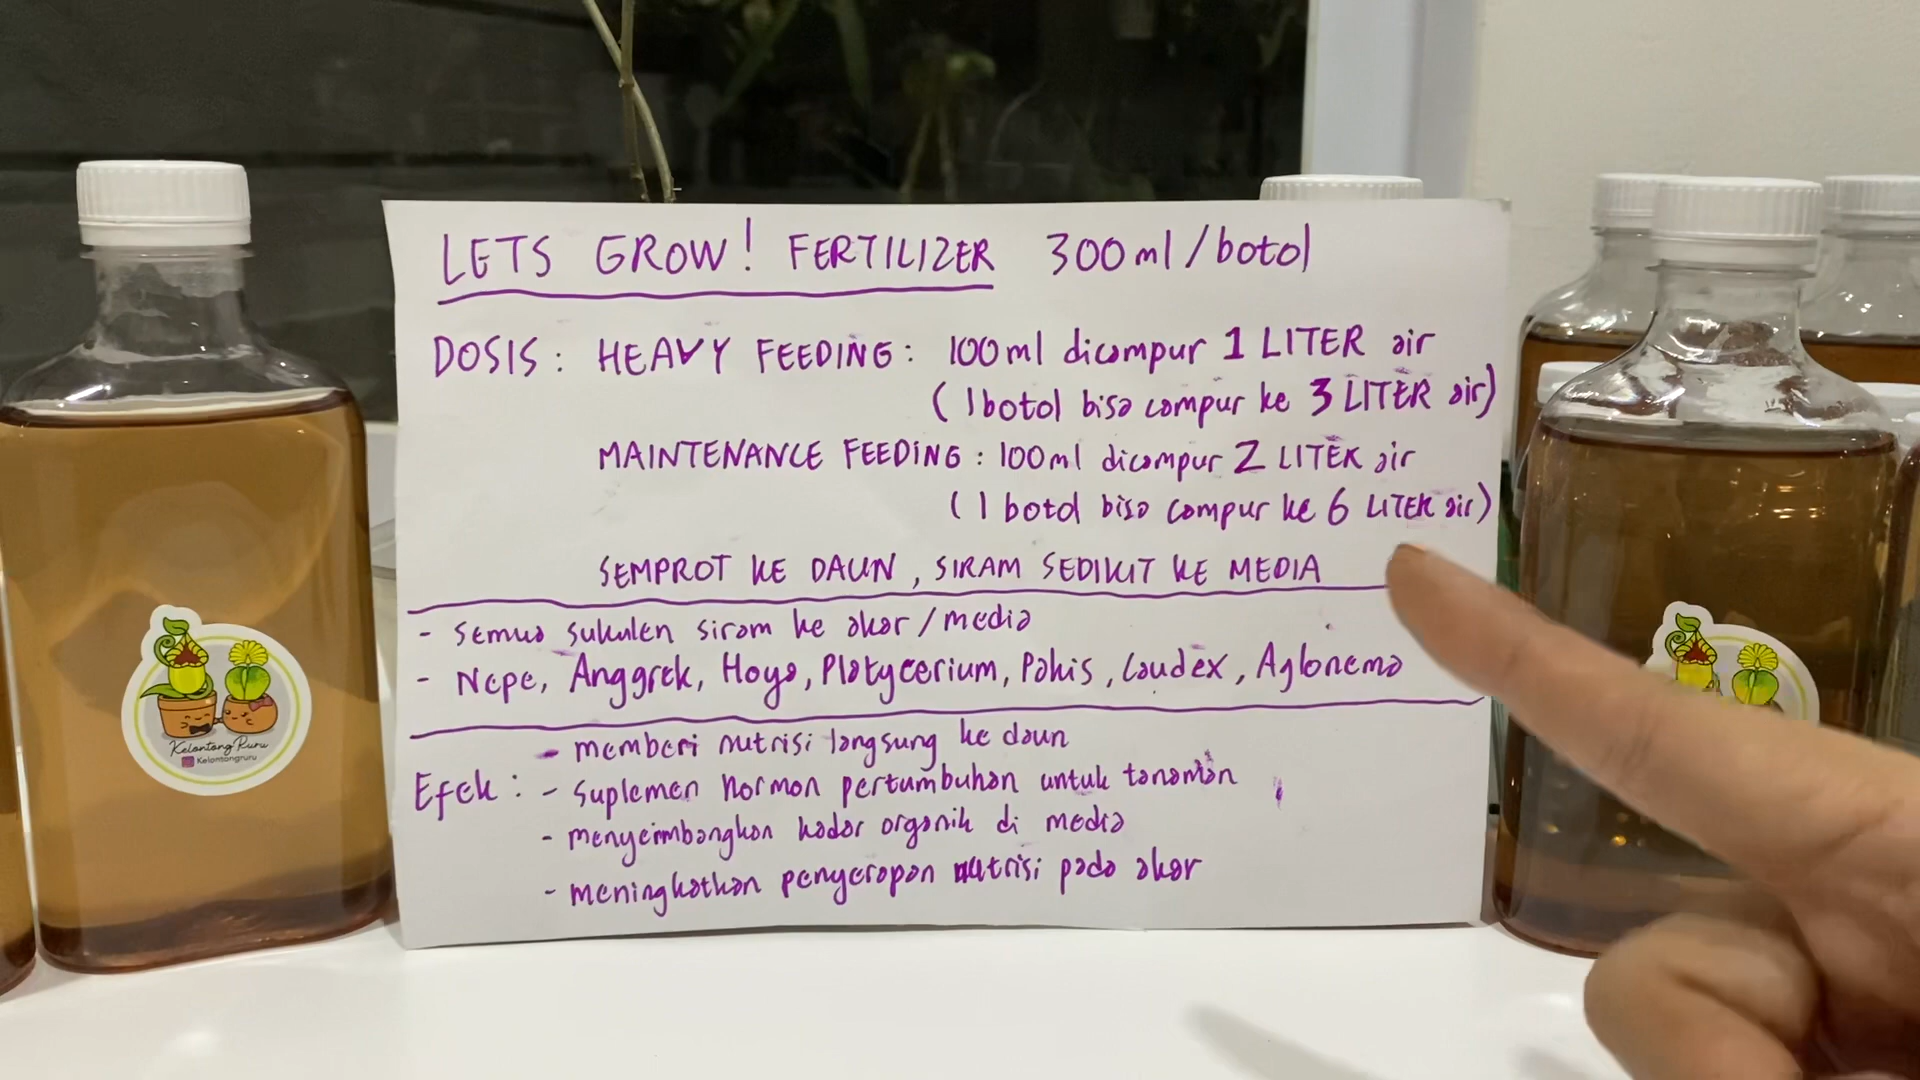 LETS GROW! FERTILIZER 300ml/botol
DOSIS: HEAVY FEEDING: 100ml dicampur 1 LITER air
(1 botol bisa campur ke 3 LITER air)
MAINTENANCE FEEDING: 100ml dicampur 2 LITER air
(1 botol bisa campur ke 6 LITER air)
SEMPROT KE DAUN, SIRAM SEDIKIT KE MEDIA
- Semua sukulen siram ke akar/media
- Nepe, Anggrek, Hoya, Platycerium, Pakis, Caudex, Aglonema
- memberi nutrisi langsung ke daun
Efek: - suplemen hormon pertumbuhan untuk tanaman
- menyeimbangkan kadar organik di media
- meningkatkan penyerapan nutrisi pada akar
Kelontong Ruru
Kelontongruru